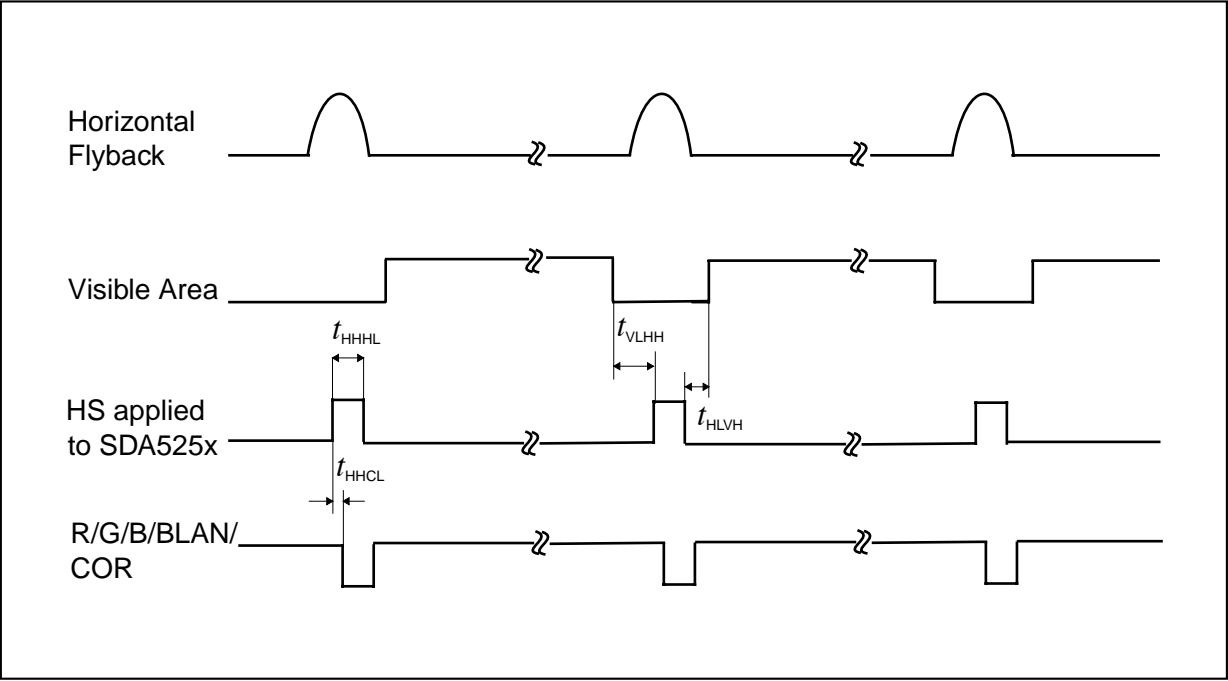 Horizontal
Flyback
Visible Area
tHHHL
tVLHH
HS applied
to SDA525x
tHLVH
tHHCL
R/G/B/BLAN/
COR